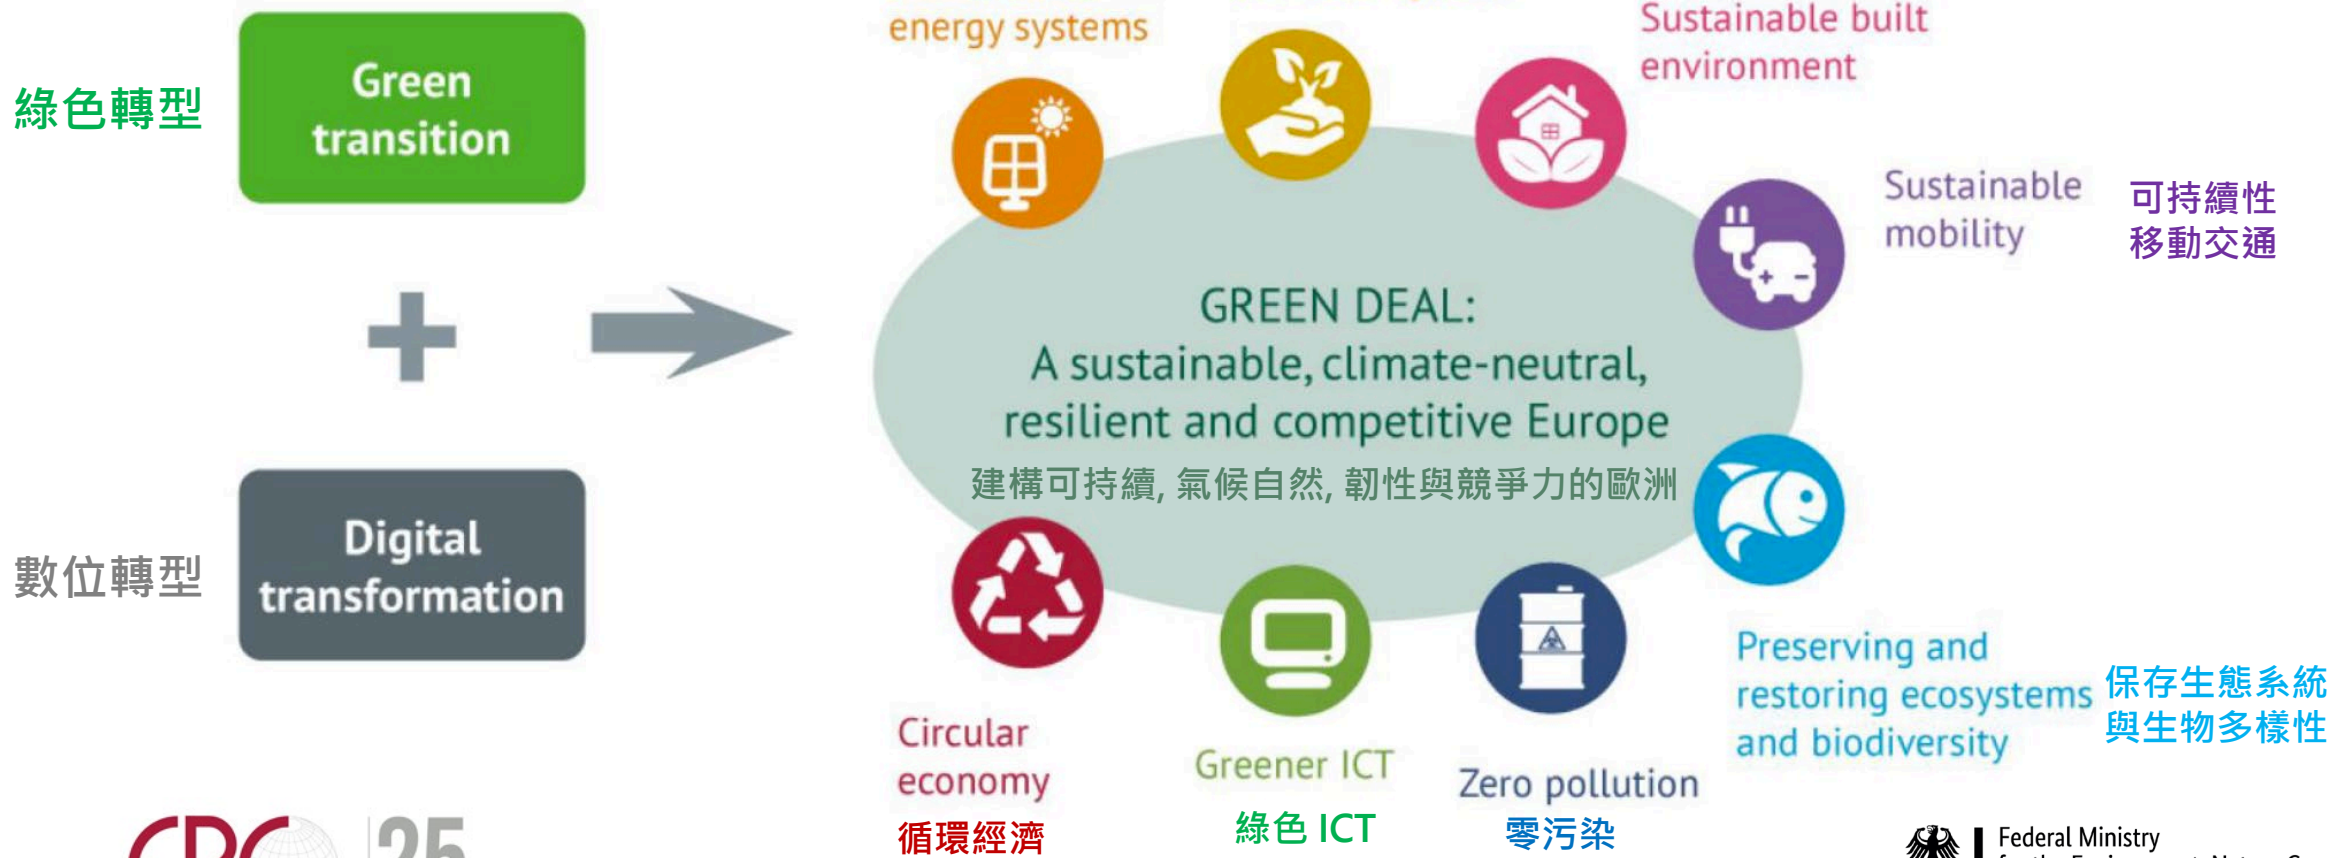 綠色轉型
Green
transition
數位轉型
Digital
transformation
energy systems
Sustainable built
environment
Sustainable
mobility
可持續性
移動交通
GREEN DEAL:
A sustainable, climate-neutral,
resilient and competitive Europe
建構可持續, 氣候自然, 韌性與競爭力的歐洲
Preserving and
restoring ecosystems
and biodiversity
保存生態系統
與生物多樣性
Circular
economy
循環經濟
Greener ICT
綠色 ICT
Zero pollution
零污染
25
Federal Ministry